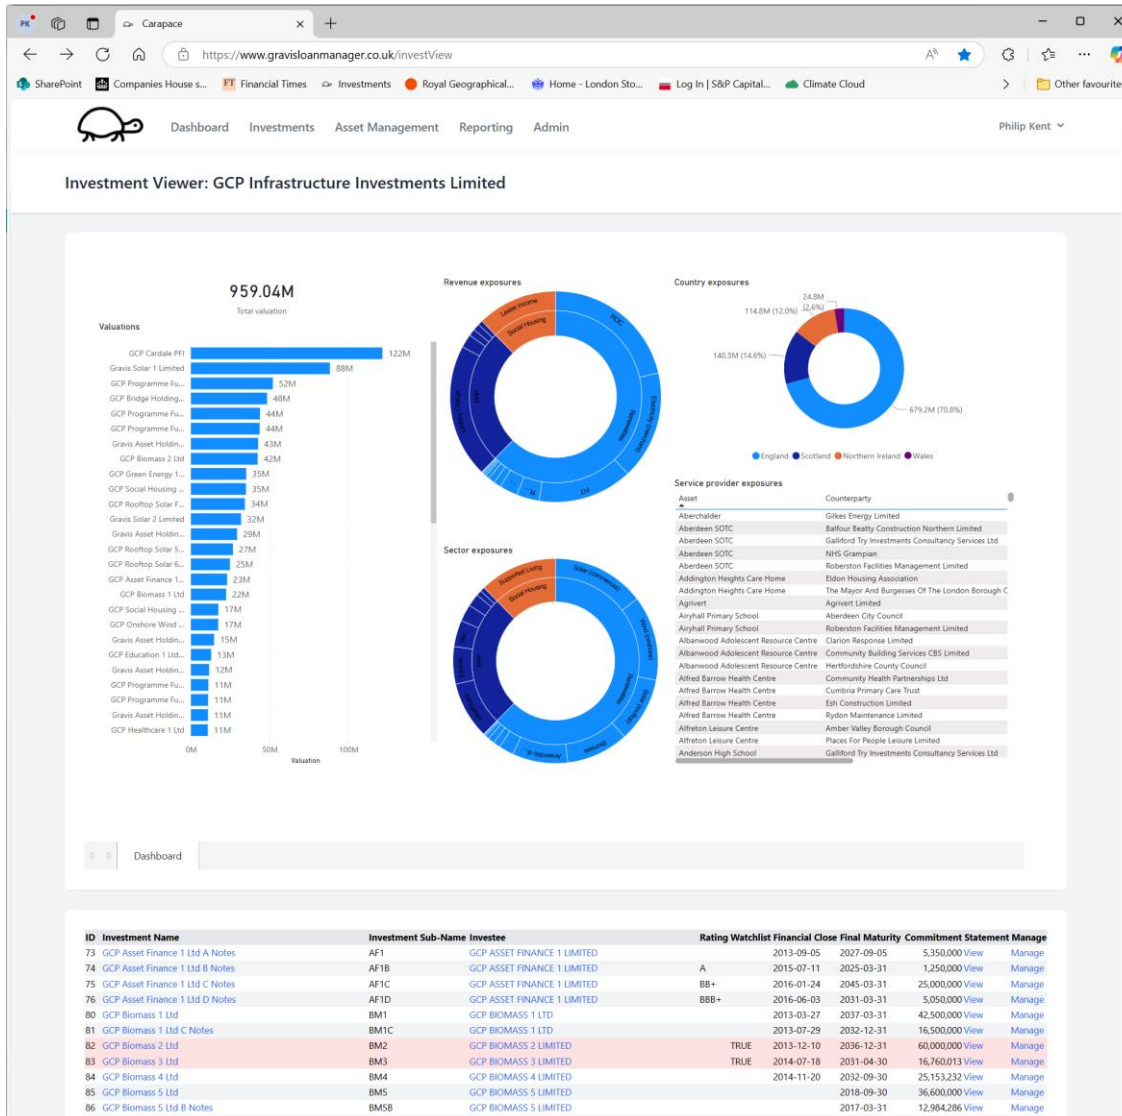 PK
Carapace
https://www.gravisloanmanager.co.uk/investView
SharePoint
Companies House s...
FT Financial Times
Investments
Royal Geographical...
Home - London Sto...
Log In | S&P Capital...
Climate Cloud
Other favourites
Dashboard Investments Asset Management Reporting Admin
Philip Kent
Investment Viewer: GCP Infrastructure Investments Limited
959.04M
Total valuation
Valuations
GCP Cardale PFI 122M
Gravis Solar 1 Limited 88M
GCP Programme Fu... 52M
GCP Bridge Holding... 48M
GCP Programme Fu... 44M
GCP Programme Fu... 44M
Gravis Asset Holdin... 43M
GCP Biomass 2 Ltd 42M
GCP Green Energy 1... 35M
GCP Social Housing ... 35M
GCP Rooftop Solar F... 34M
Gravis Solar 2 Limited 32M
Gravis Asset Holdin... 29M
GCP Rooftop Solar 5... 27M
GCP Rooftop Solar 6... 25M
GCP Asset Finance 1... 23M
GCP Biomass 1 Ltd 22M
GCP Social Housing ... 17M
GCP Onshore Wind ... 17M
Gravis Asset Holdin... 15M
GCP Education 1 Ltd... 13M
Gravis Asset Holdin... 12M
GCP Programme Fu... 11M
GCP Programme Fu... 11M
Gravis Asset Holdin... 11M
GCP Healthcare 1 Ltd 11M
0M 50M 100M
Valuation
Revenue exposures
Lease income
Social Housing
ROC
Electricity (merchant)
Renewables
FiT
R.
Sector exposures
Supported Living
Social Housing
Solar (commercial)
Wind (onshore)
Renewables
Solar (rooftop)
Biomass
Anaerobic di...
Country exposures
24.8M
(2.6%)
114.8M (12.0%)
140.3M (14.6%)
679.2M (70.8%)
England Scotland Northern Ireland Wales
Service provider exposures
Asset Counterparty
Aberchalder Gilkes Energy Limited
Aberdeen SOTC Balfour Beatty Construction Northern Limited
Aberdeen SOTC Galliford Try Investments Consultancy Services Ltd
Aberdeen SOTC NHS Grampian
Aberdeen SOTC Roberston Facilities Management Limited
Addington Heights Care Home Eldon Housing Association
Addington Heights Care Home The Mayor And Burgesses Of The London Borough C
Agrivert Agrivert Limited
Airyhall Primary School Aberdeen City Council
Airyhall Primary School Roberston Facilities Management Limited
Albanwood Adolescent Resource Centre Clarion Response Limited
Albanwood Adolescent Resource Centre Community Building Services CBS Limited
Albanwood Adolescent Resource Centre Hertfordshire County Council
Alfred Barrow Health Centre Community Health Partnerships Ltd
Alfred Barrow Health Centre Cumbria Primary Care Trust
Alfred Barrow Health Centre Esh Construction Limited
Alfred Barrow Health Centre Rydon Maintenance Limited
Alfreton Leisure Centre Amber Valley Borough Council
Alfreton Leisure Centre Places For People Leisure Limited
Anderson High School Galliford Try Investments Consultancy Services Ltd
Dashboard
ID Investment Name Investment Sub-Name Investee Rating Watchlist Financial Close Final Maturity Commitment Statement Manage
73 GCP Asset Finance 1 Ltd A Notes AF1 GCP ASSET FINANCE 1 LIMITED 2013-09-05 2027-09-05 5,350,000 View Manage
74 GCP Asset Finance 1 Ltd B Notes AF1B GCP ASSET FINANCE 1 LIMITED A 2015-07-11 2025-03-31 1,250,000 View Manage
75 GCP Asset Finance 1 Ltd C Notes AF1C GCP ASSET FINANCE 1 LIMITED BB+ 2016-01-24 2045-03-31 25,000,000 View Manage
76 GCP Asset Finance 1 Ltd D Notes AF1D GCP ASSET FINANCE 1 LIMITED BBB+ 2016-06-03 2031-03-31 5,050,000 View Manage
80 GCP Biomass 1 Ltd BM1 GCP BIOMASS 1 LTD 2013-03-27 2037-03-31 42,500,000 View Manage
81 GCP Biomass 1 Ltd C Notes BM1C GCP BIOMASS 1 LTD 2013-07-29 2032-12-31 16,500,000 View Manage
82 GCP Biomass 2 Ltd BM2 GCP BIOMASS 2 LIMITED TRUE 2013-12-10 2036-12-31 60,000,000 View Manage
83 GCP Biomass 3 Ltd BM3 GCP BIOMASS 3 LIMITED TRUE 2014-07-18 2031-04-30 16,760,013 View Manage
84 GCP Biomass 4 Ltd BM4 GCP BIOMASS 4 LIMITED 2014-11-20 2032-09-30 25,153,232 View Manage
85 GCP Biomass 5 Ltd BM5 GCP BIOMASS 5 LIMITED 2018-09-30 36,600,000 View Manage
86 GCP Biomass 5 Ltd B Notes BM5B GCP BIOMASS 5 LIMITED 2017-03-31 12,984,286 View Manage